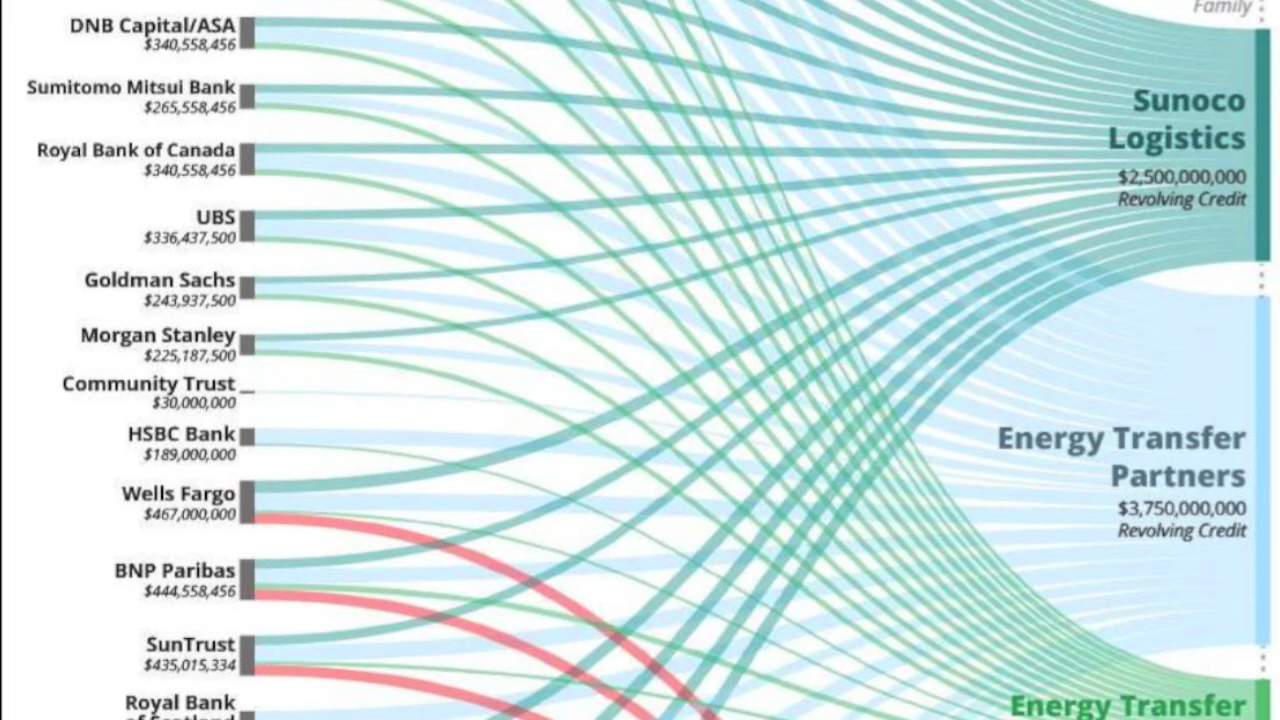 Family
DNB Capital/ASA
$340,558,456
Sumitomo Mitsui Bank
$265,558,456
Royal Bank of Canada
$340,558,456
UBS
$336,437,500
Goldman Sachs
$243,937,500
Morgan Stanley
$225,187,500
Community Trust
$30,000,000
HSBC Bank
$189,000,000
Wells Fargo
$467,000,000
BNP Paribas
$444,558,456
SunTrust
$435,015,334
Royal Bank
of Scotland
Sunoco
Logistics
$2,500,000,000
Revolving Credit
Energy Transfer
Partners
$3,750,000,000
Revolving Credit
Energy Transfer